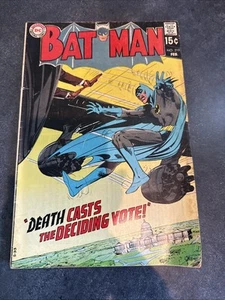 DC
BATMAN
15¢
FEB.
"DEATH CASTS
THE DECIDING VOTE!"